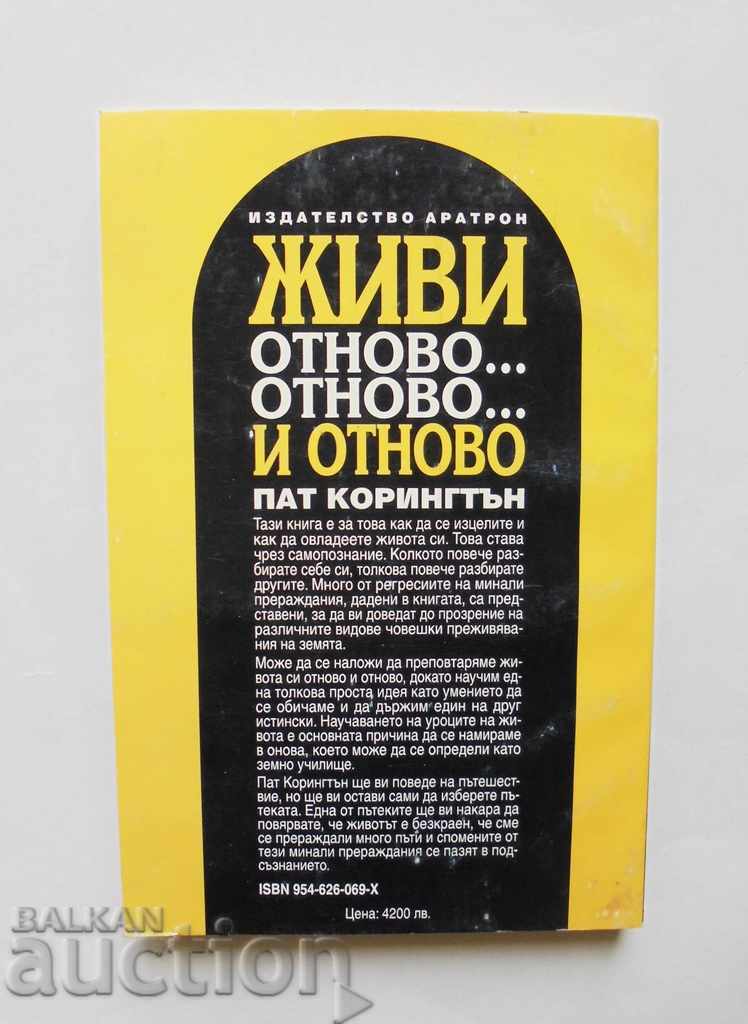 ИЗДАТЕЛСТВО АРАТРОН
ЖИВИ
ОТНОВО...
ОТНОВО...
И ОТНОВО
ПАТ КОРИНГТЪН
Тази книга е за това как да се изцелите и
как да овладеете живота си. Това става
чрез самопознание. Колкото повече раз-
бирате себе си, толкова повече разбирате
другите. Много от регресиите на минали
прераждания, дадени в книгата, са пред-
ставени, за да ви доведат до прозрение на
различните видове човешки преживява-
ния на земята.
Може да се наложи да преповтаряме жи-
вота си отново и отново, докато научим ед-
на толкова проста идея като умението да
се обичаме и да държим един на друг
истински. Научаването на уроците на жи-
вота е основната причина да се намираме
в онова, което може да се определи като
земно училище.
Пат Корингтън ще ви поведе на пътешест-
вие, но ще ви остави сами да изберете пъ-
теката. Една от пътеките ще ви накара да
повярвате, че животът е безкраен, че сме
се прераждали много пъти и спомените от
тези минали прераждания се пазят в под-
съзнанието.
ISBN 954-626-069-X
Цена: 4200 лв.
BALKAN
auction